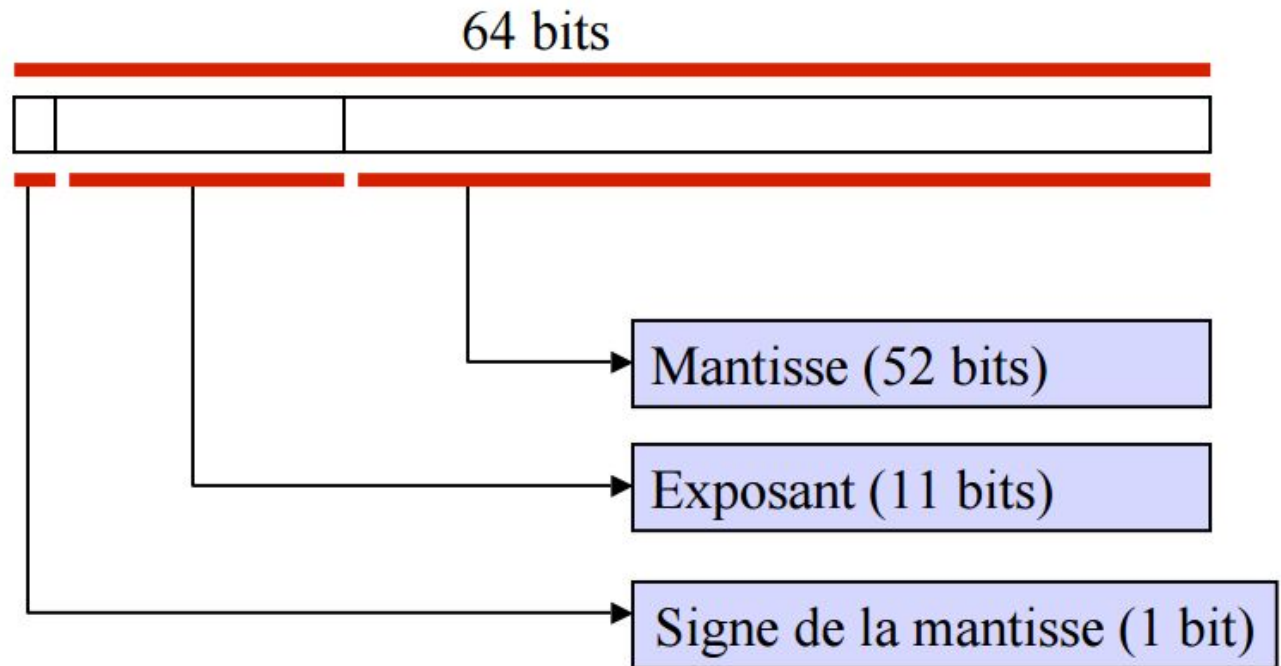 64 bits
Mantisse (52 bits)
Exposant (11 bits)
Signe de la mantisse (1 bit)